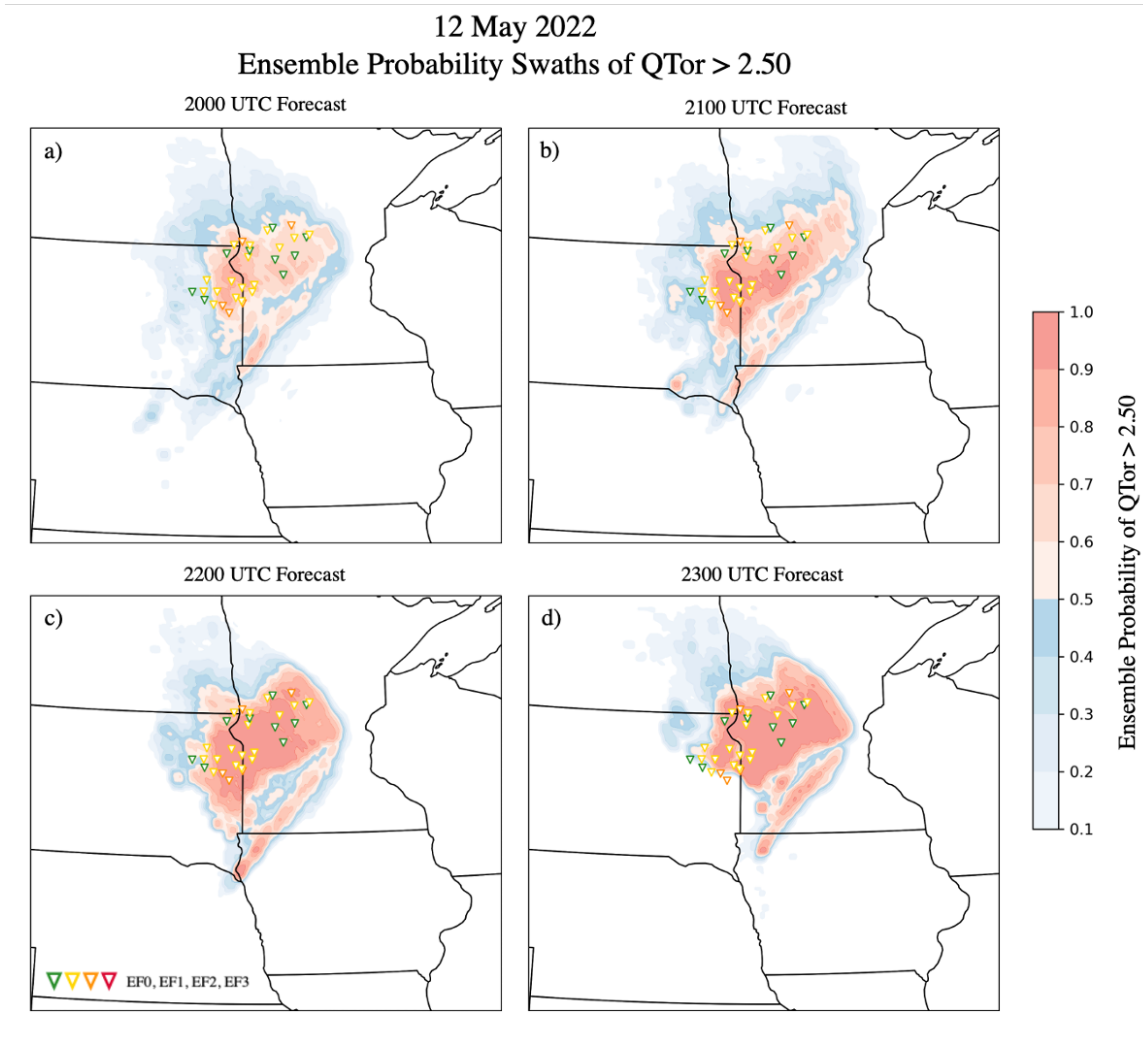 12 May 2022
Ensemble Probability Swaths of QTor > 2.50
2000 UTC Forecast
2100 UTC Forecast
a)
b)
2200 UTC Forecast
2300 UTC Forecast
c)
d)
EF0, EF1, EF2, EF3
1.0
0.9
0.8
0.7
0.6
0.5
0.4
0.3
0.2
0.1
Ensemble Probability of QTor > 2.50